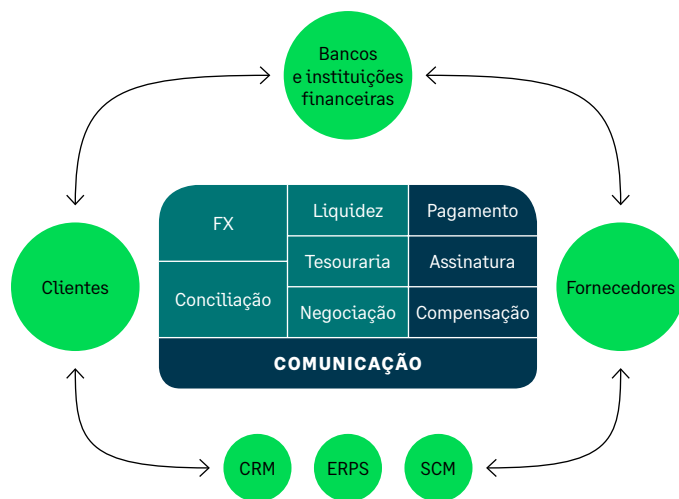 Bancos
e instituições
financeiras
FX
Liquidez
Pagamento
Tesouraria
Assinatura
Clientes
Conciliação
Negociação
Compensação
Fornecedores
COMUNICAÇÃO
CRM
ERPS
SCM